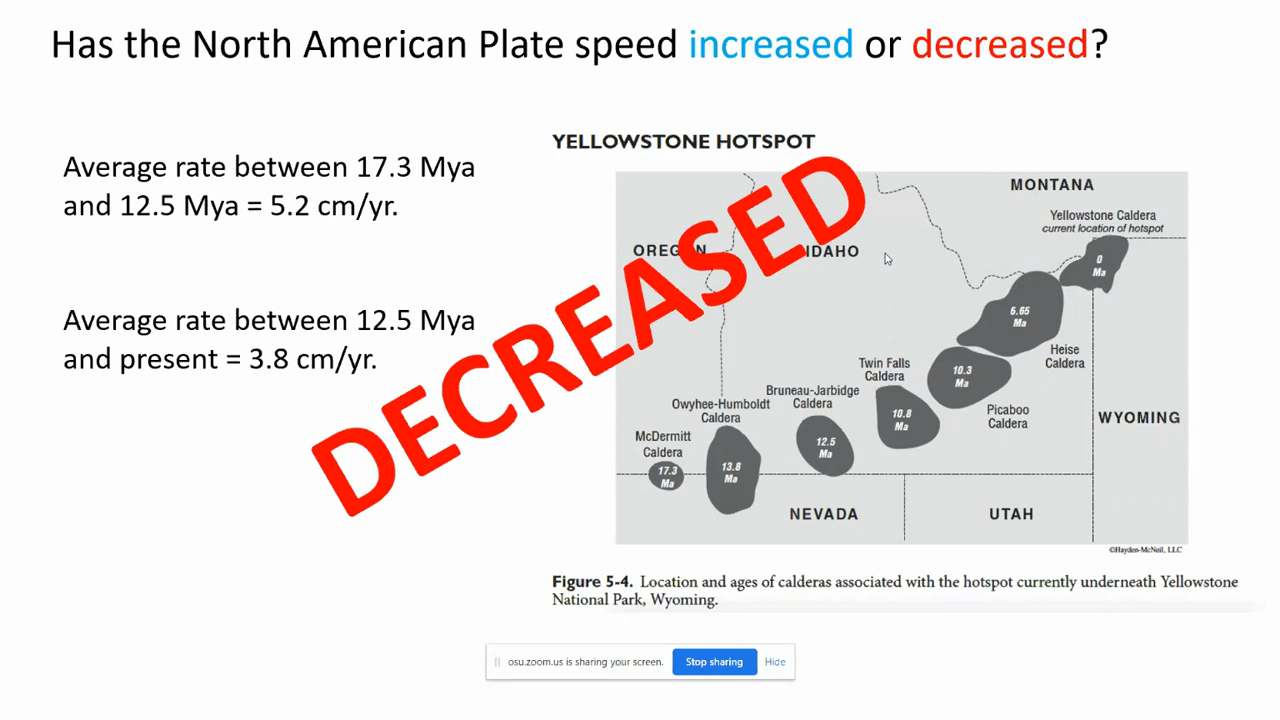 Has the North American Plate speed increased or decreased?
Average rate between 17.3 Mya
and 12.5 Mya = 5.2 cm/yr.
Average rate between 12.5 Mya
and present = 3.8 cm/yr.
DECREASED
YELLOWSTONE HOTSPOT
MONTANA
Yellowstone Caldera
current location of hotspot
OREGON
IDAHO
0
Ma
6.65
Ma
Heise
Caldera
Twin Falls
Caldera
10.3
Ma
Bruneau-Jarbidge
Caldera
Picaboo
Caldera
WYOMING
Owyhee-Humboldt
Caldera
10.8
Ma
McDermitt
Caldera
12.5
Ma
17.3
Ma
13.8
Ma
NEVADA
UTAH
©Hayden-McNeil, LLC
Figure 5-4. Location and ages of calderas associated with the hotspot currently underneath Yellowstone
National Park, Wyoming.
osu.zoom.us is sharing your screen.
Stop sharing
Hide